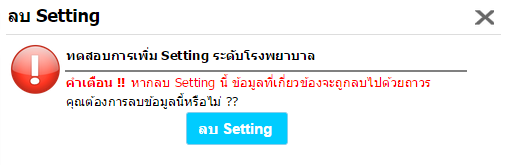 ลบ Setting
ทดสอบการเพิ่ม Setting ระดับโรงพยาบาล
คำเตือน !! หากลบ Setting นี้ ข้อมูลที่เกี่ยวข้องจะถูกลบไปด้วยถาวร
คุณต้องการลบข้อมูลนี้หรือไม่ ??
ลบ Setting